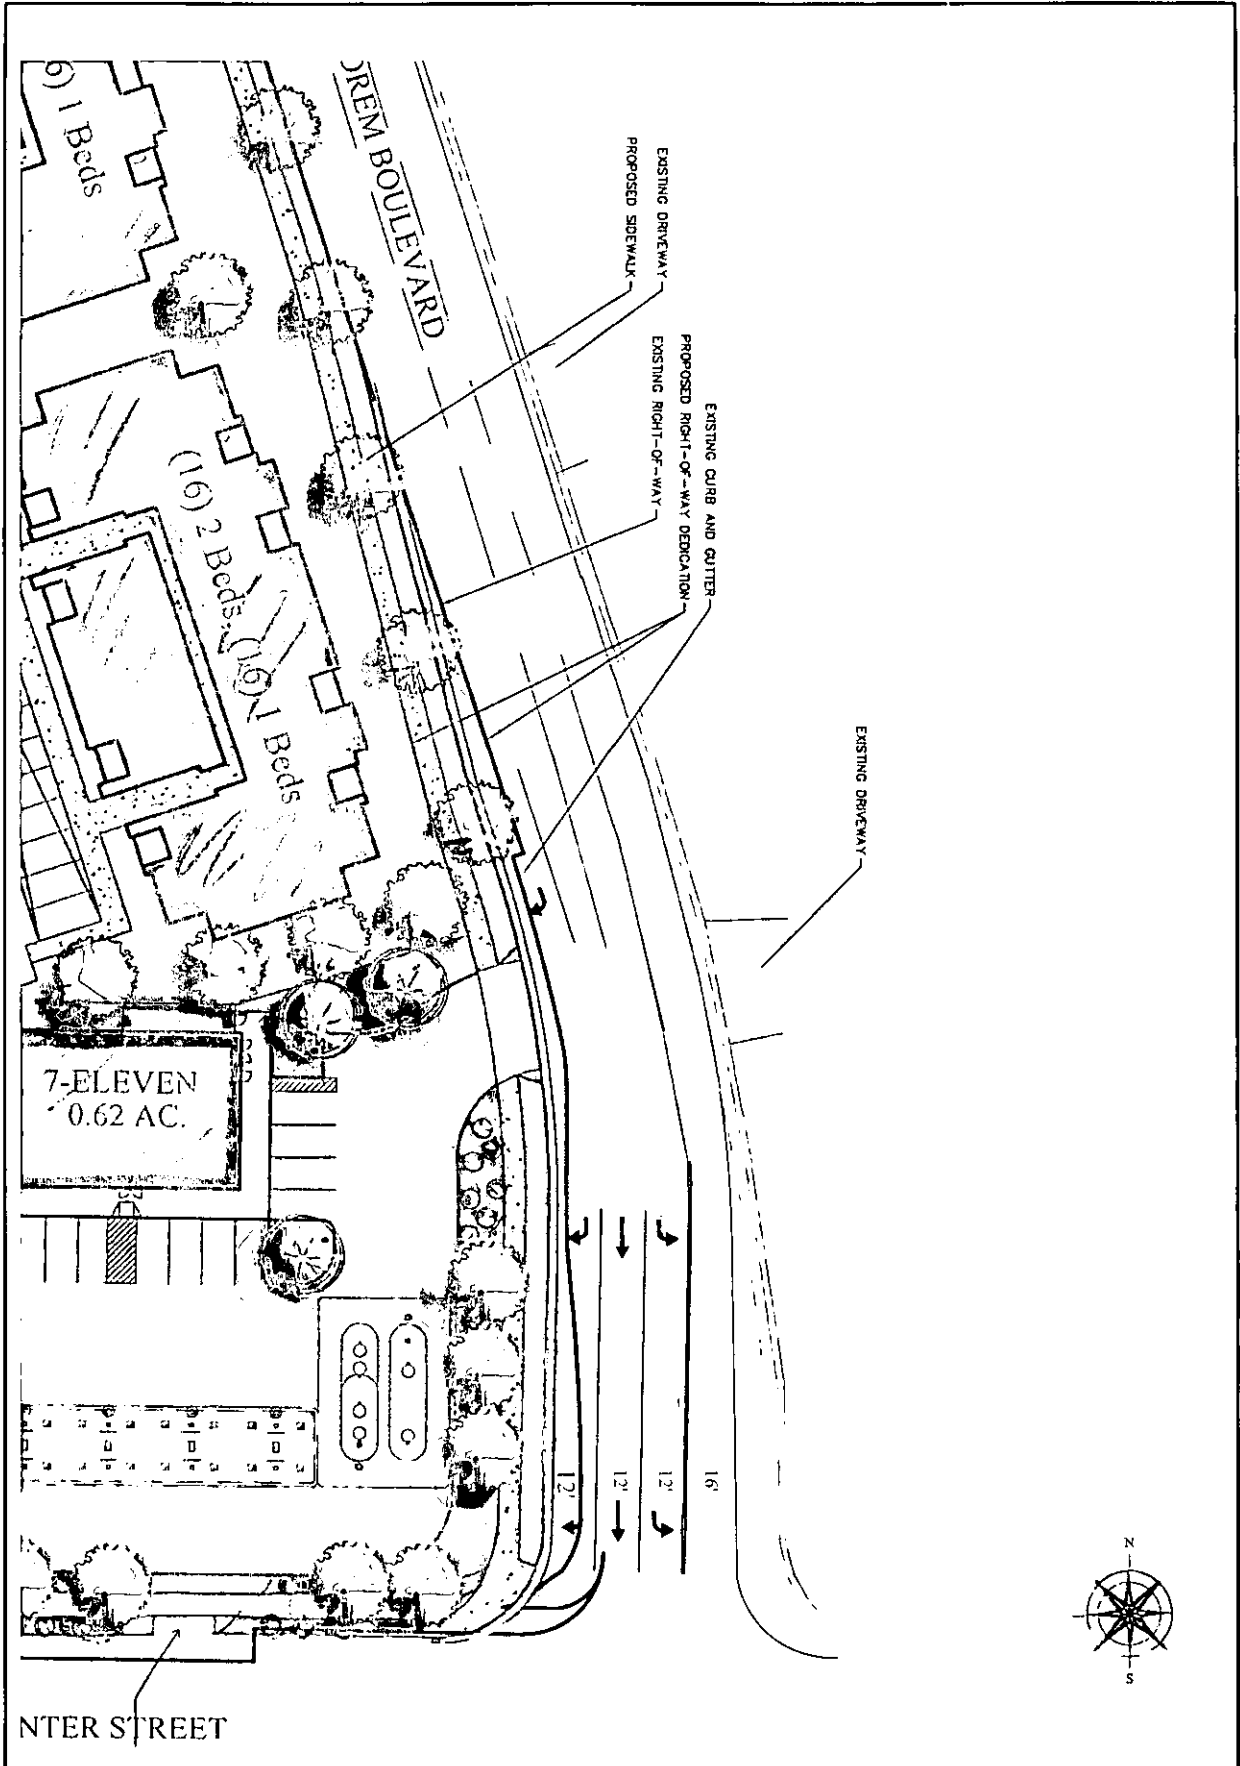 6) 1 Beds
OREM BOULEVARD
EXISTING DRIVEWAY
PROPOSED SIDEWALK
EXISTING CURB AND GUTTER
PROPOSED RIGHT-OF-WAY DEDICATION
EXISTING RIGHT-OF-WAY
(16) 2 Beds, (16) 1 Beds
EXISTING DRIVEWAY
7-ELEVEN
0.62 AC.
12' 12' 12' 16'
N
S
NTER STREET